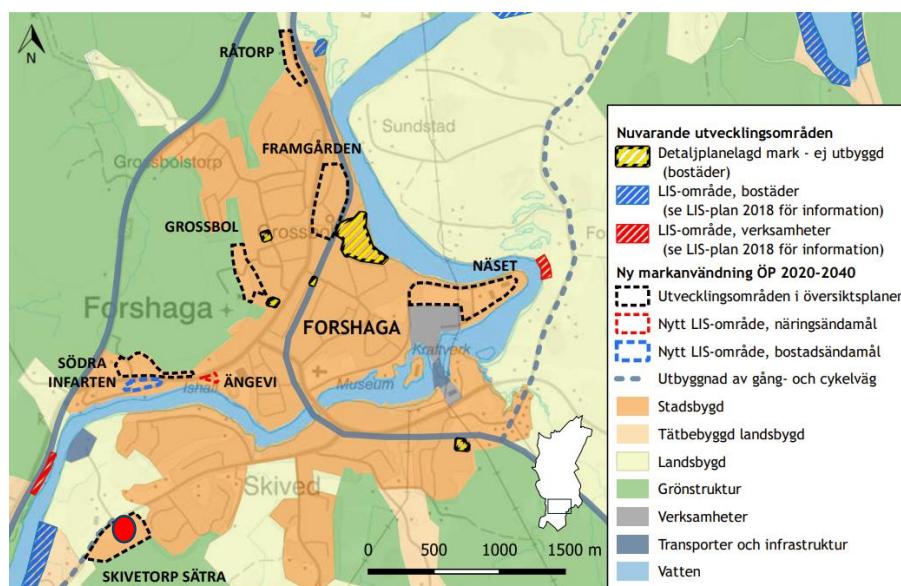 N
RÅTORP
Sundstad
FRAMGÅRDEN
Grossbolstorp
GROSSBOL
Grossbol
NÄSET
Forshaga
FORSHAGA
SÖDRA
INFARTEN
ÄNGEVI
Ishall
Museum
Kraftverk
Skived
SKIVETORP SÄTRA
0 500 1000 1500 m
Nuvarande utvecklingsområden
Detaljplanelagd mark - ej utbyggd
(bostäder)
LIS-område, bostäder
(se LIS-plan 2018 för information)
LIS-område, verksamheter
(se LIS-plan 2018 för information)
Ny markanvändning ÖP 2020-2040
Utvecklingsområden i översiktsplanen
Nytt LIS-område, näringsändamål
Nytt LIS-område, bostadsändamål
Utbyggnad av gång- och cykelväg
Stadsbygd
Tätbebyggd landsbygd
Landsbygd
Grönstruktur
Verksamheter
Transporter och infrastruktur
Vatten